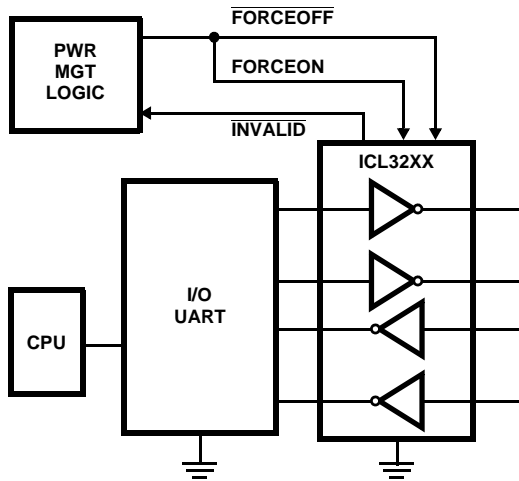 FORCEOFF
PWR
MGT
LOGIC
FORCEON
INVALID
ICL32XX
I/O
UART
CPU